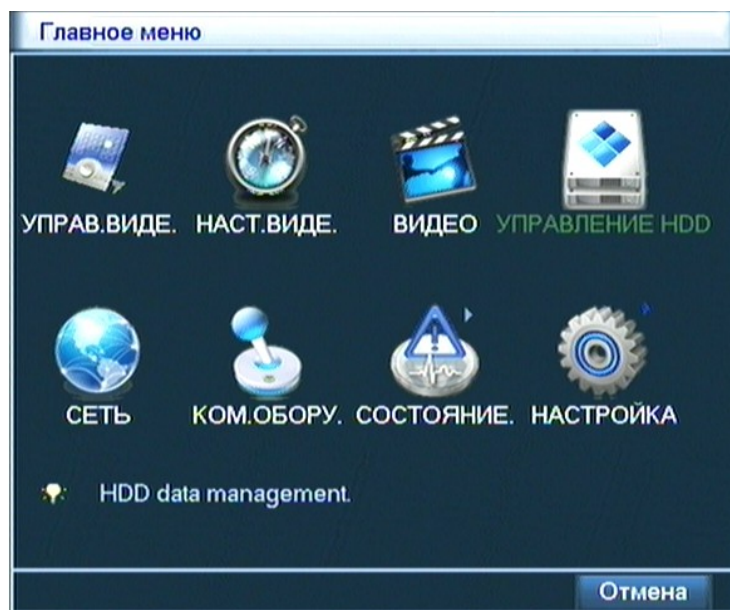 Главное меню
УПРАВ.ВИДЕ. НАСТ.ВИДЕ. ВИДЕО УПРАВЛЕНИЕ HDD
СЕТЬ КОМ.ОБОРУ. СОСТОЯНИЕ. НАСТРОЙКА
HDD data management.
Отмена